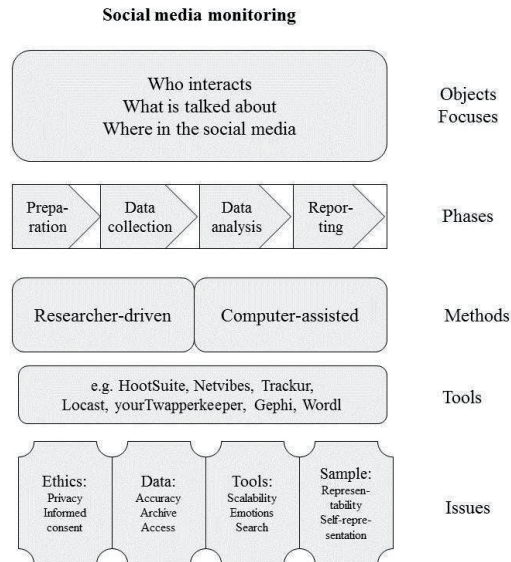 Social media monitoring
Who interacts
What is talked about
Where in the social media
Objects
Focuses
Prepa-
ration
Data
collection
Data
analysis
Repor-
ting
Phases
Researcher-driven
Computer-assisted
Methods
e.g. HootSuite, Netvibes, Trackur,
Locast, yourTwapperkeeper, Gephi, Wordl
Tools
Ethics:
Privacy
Informed
consent
Data:
Accuracy
Archive
Access
Tools:
Scalability
Emotions
Search
Sample:
Represen-
tability
Self-repre-
sentation
Issues